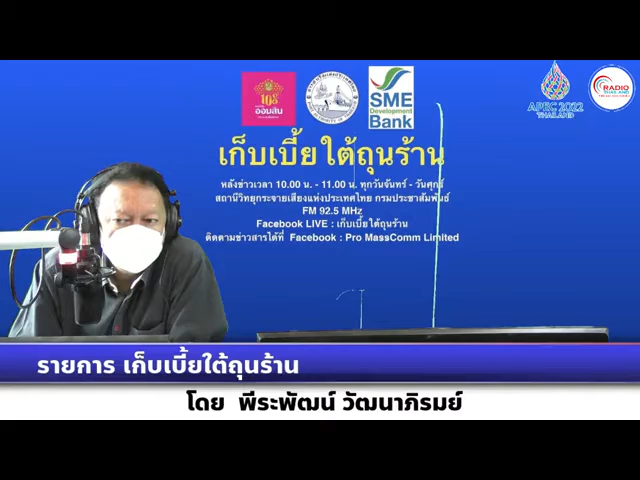 108
ออมสิน
SME
Development
Bank
APEC 2022
THAILAND
RADIO
THAILAND
เก็บเบี้ยใต้ถุนร้าน
หลังข่าวเวลา 10.00 น. - 11.00 น. ทุกวันจันทร์ - วันศุกร์
สถานีวิทยุกระจายเสียงแห่งประเทศไทย กรมประชาสัมพันธ์
FM 92.5 MHz
Facebook LIVE : เก็บเบี้ยใต้ถุนร้าน
ติดตามข่าวสารได้ที่ Facebook : Pro MassComm Limited
รายการ เก็บเบี้ยใต้ถุนร้าน
โดย พีระพัฒน์ วัฒนาภิรมย์